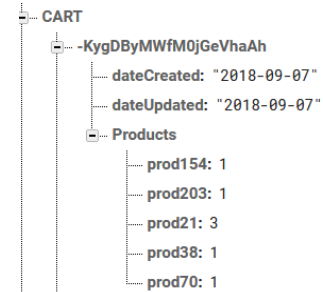 CART
-KygDByMWfM0jGeVhaAh
dateCreated: "2018-09-07"
dateUpdated: "2018-09-07"
Products
prod154: 1
prod203: 1
prod21: 3
prod38: 1
prod70: 1